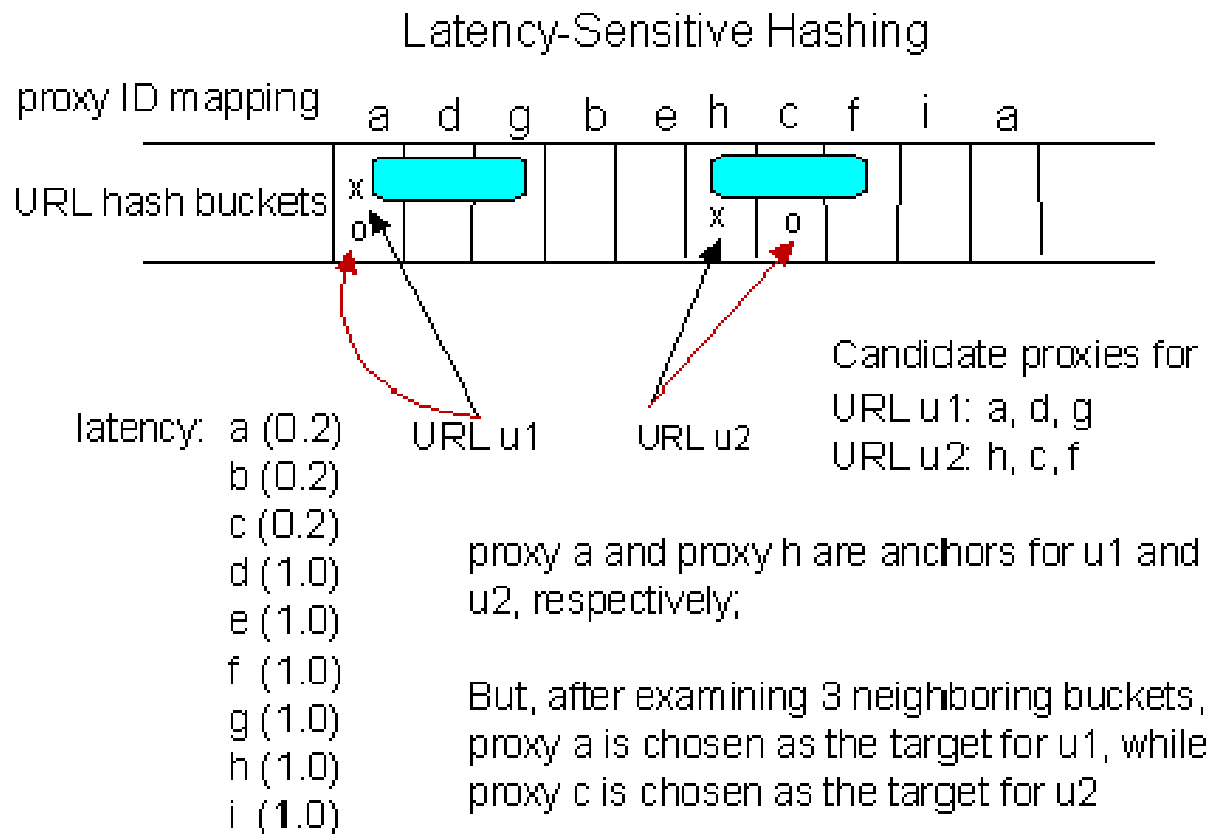 Latency-Sensitive Hashing
proxy ID mapping
a d g b e h c f i a
URL hash buckets
x
o
x
o
Candidate proxies for
URL u1: a, d, g
URL u2: h, c, f
URL u1
URL u2
latency: a (0.2)
b (0.2)
c (0.2)
d (1.0)
e (1.0)
f (1.0)
g (1.0)
h (1.0)
i (1.0)
proxy a and proxy h are anchors for u1 and
u2, respectively;
But, after examining 3 neighboring buckets,
proxy a is chosen as the target for u1, while
proxy c is chosen as the target for u2